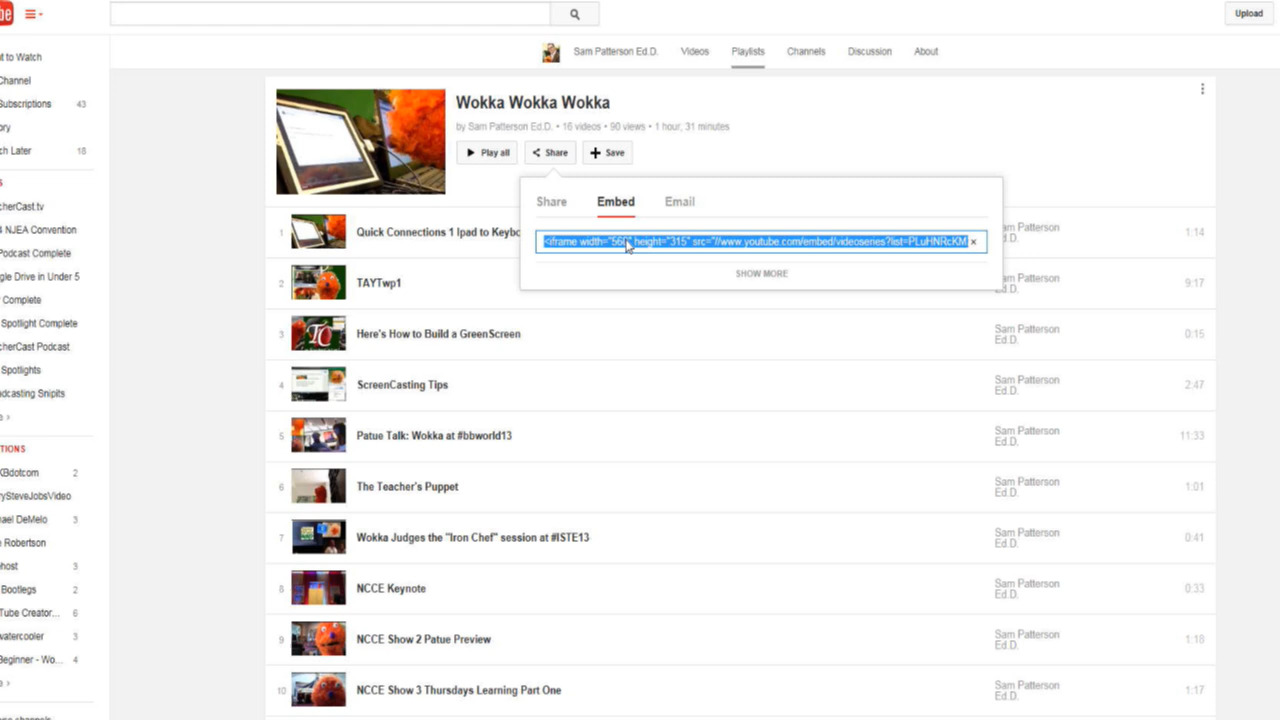 be
Upload
Sam Patterson Ed.D. Videos Playlists Channels Discussion About
t to Watch
Channel
Subscriptions 43
ory
ch Later 18
S
cherCast.tv
4 NJEA Convention
Podcast Complete
gle Drive in Under 5
Complete
Spotlight Complete
cherCast Podcast
Spotlights
adcasting Snipits
e >
TIONS
KBdotcom 2
rySteveJobsVideo
ael DeMelo 3
e Robertson
ehost 3
Bootlegs 2
Tube Creator... 6
watercooler 3
Beginner - Wo... 4
e >
Wokka Wokka Wokka
by Sam Patterson Ed.D. • 16 videos • 90 views • 1 hour, 31 minutes
Play all Share Save
Share Embed Email
<iframe width="560" height="315" src="//www.youtube.com/embed/videoseries?list=PLuHNRcKM ×
SHOW MORE
1 Quick Connections 1 Ipad to Keybo Sam Patterson Ed.D. 1:14
2 TAYTwp1 Ed.D. 9:17
3 Here's How to Build a GreenScreen Sam Patterson Ed.D. 0:15
4 ScreenCasting Tips Sam Patterson Ed.D. 2:47
5 Patue Talk: Wokka at #bbworld13 Sam Patterson Ed.D. 11:33
6 The Teacher's Puppet Sam Patterson Ed.D. 1:01
7 Wokka Judges the "Iron Chef" session at #ISTE13 Sam Patterson Ed.D. 0:41
8 NCCE Keynote Sam Patterson Ed.D. 0:33
9 NCCE Show 2 Patue Preview Sam Patterson Ed.D. 1:18
10 NCCE Show 3 Thursdays Learning Part One Sam Patterson Ed.D. 1:17